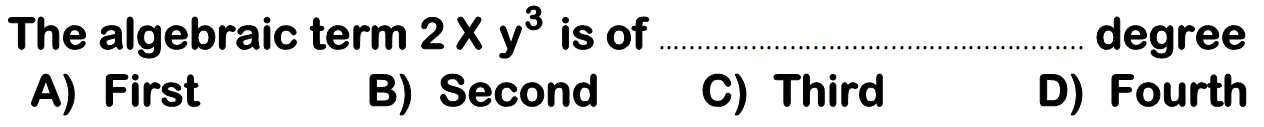 The algebraic term 2 X y³ is of ........................................................ degree
A) First B) Second C) Third D) Fourth